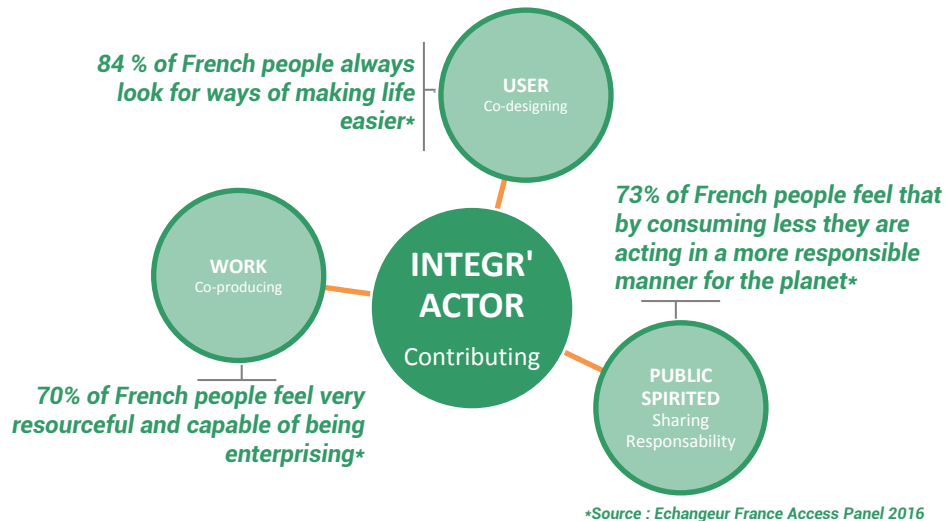 84 % of French people always
look for ways of making life
easier*
USER
Co-designing
73% of French people feel that
by consuming less they are
acting in a more responsible
manner for the planet*
WORK
Co-producing
INTEGR'
ACTOR
Contributing
PUBLIC
SPIRITED
Sharing
Responsability
70% of French people feel very
resourceful and capable of being
enterprising*
*Source : Echangeur France Access Panel 2016